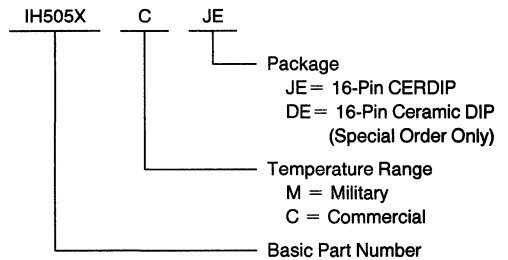 IH505X C JE
Package
JE = 16-Pin CERDIP
DE = 16-Pin Ceramic DIP
(Special Order Only)
Temperature Range
M = Military
C = Commercial
Basic Part Number